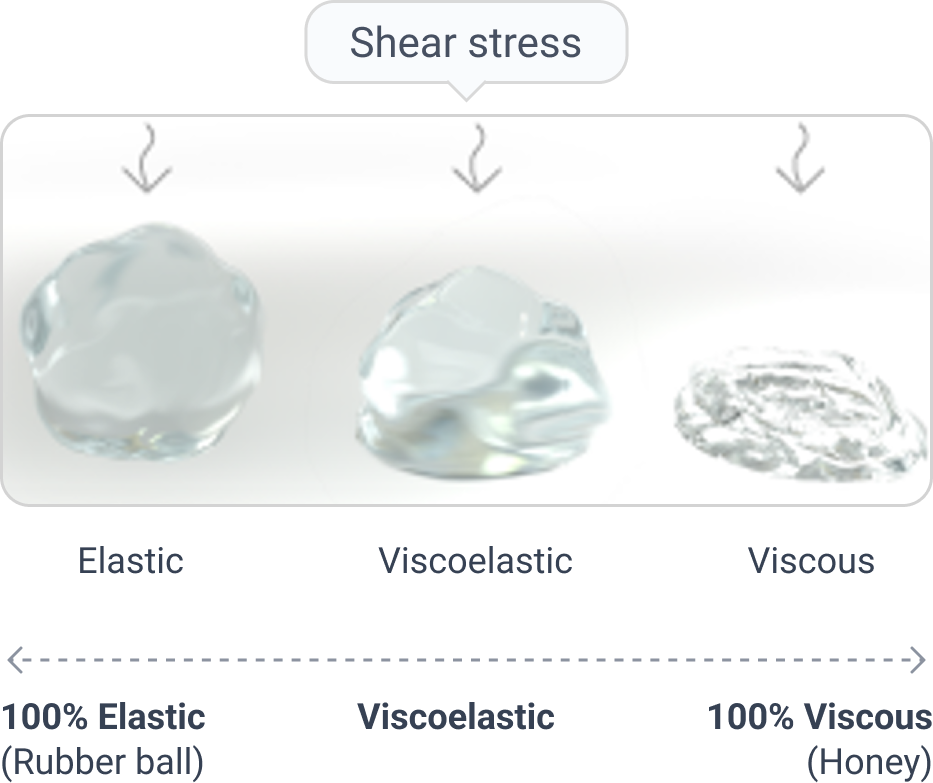 Shear stress
Elastic
Viscoelastic
Viscous
100% Elastic
(Rubber ball)
Viscoelastic
100% Viscous
(Honey)